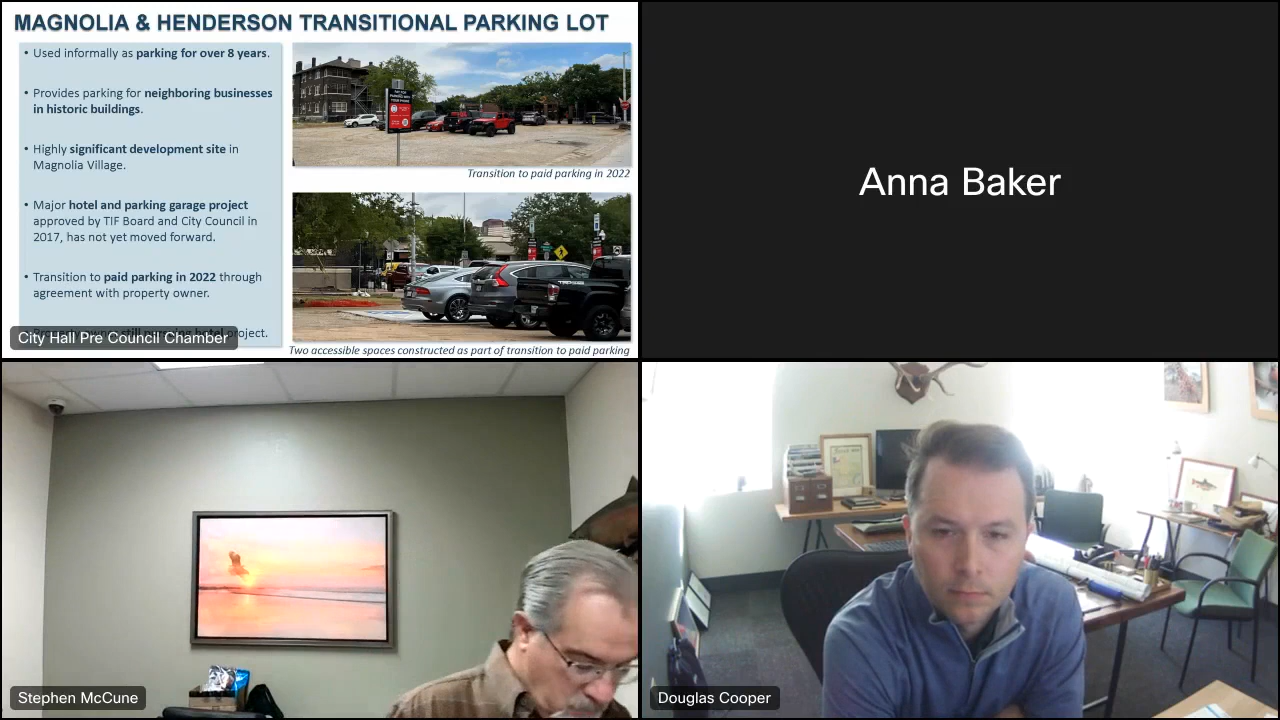 MAGNOLIA & HENDERSON TRANSITIONAL PARKING LOT
• Used informally as parking for over 8 years.
• Provides parking for neighboring businesses
in historic buildings.
• Highly significant development site in
Magnolia Village.
• Major hotel and parking garage project
approved by TIF Board and City Council in
2017, has not yet moved forward.
• Transition to paid parking in 2022 through
agreement with property owner.
project.
Transition to paid parking in 2022
Two accessible spaces constructed as part of transition to paid parking
City Hall Pre Council Chamber
Anna Baker
Stephen McCune
Douglas Cooper